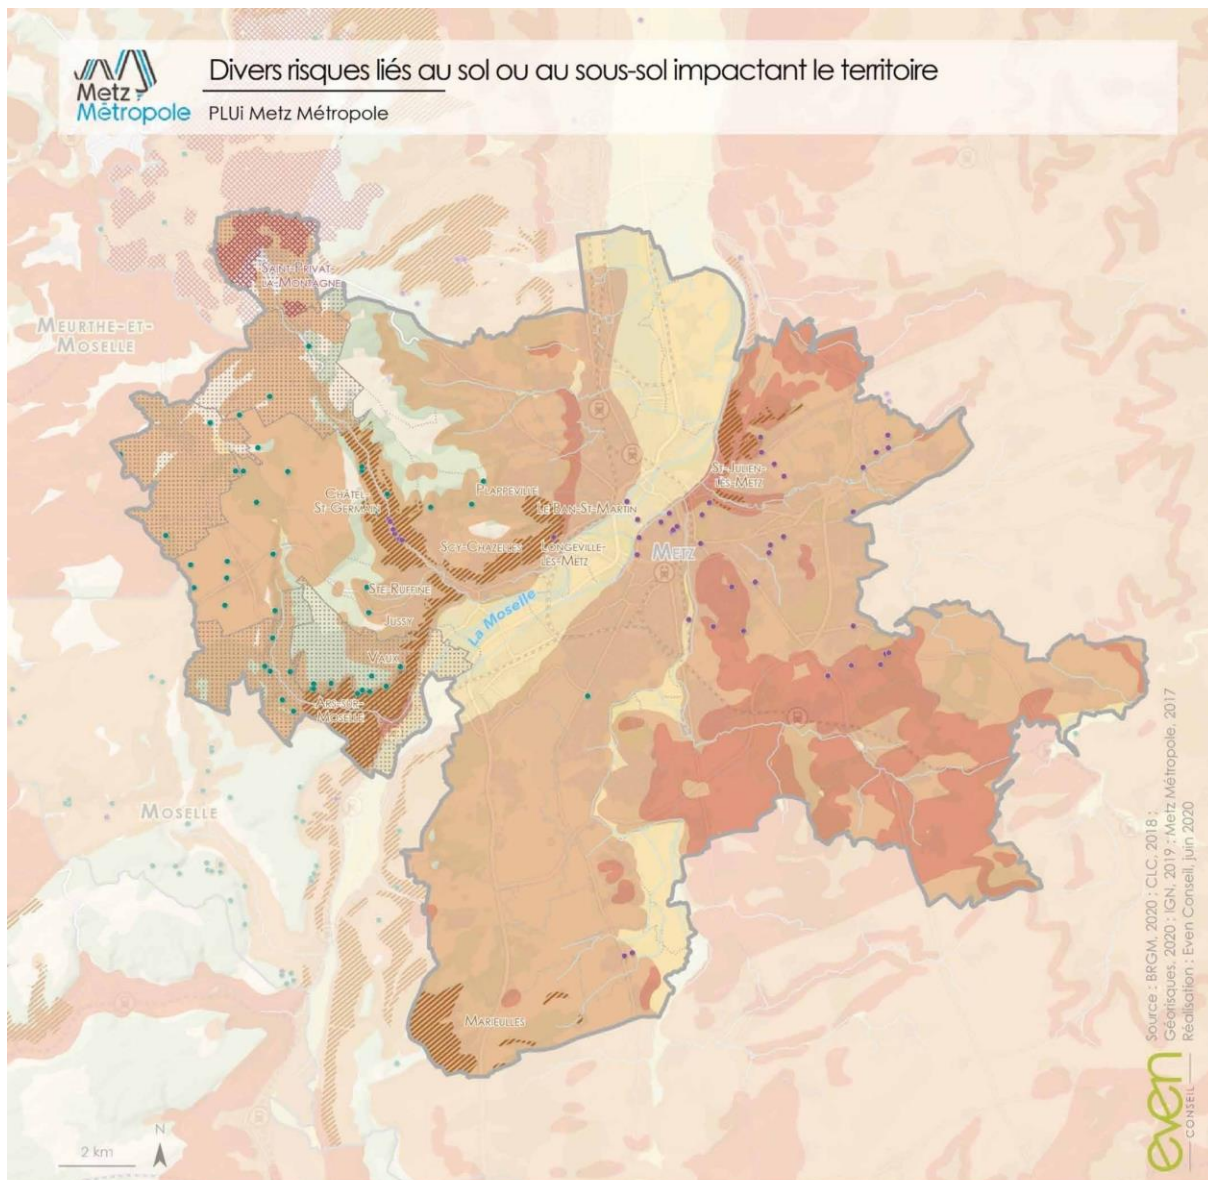 Metz
Métropole
Divers risques liés au sol ou au sous-sol impactant le territoire
PLUi Metz Métropole
SAINT-PRIVAT-
LA-MONTAGNE
MEURTHE-ET-
MOSELLE
CHÂTEL-
ST-GERMAIN
PLAPPEVILLE
ST-JULIEN-
LÈS-METZ
LE BAN-ST-MARTIN
SCY-CHAZELLES
LONGEVILLE-
LÈS-METZ
METZ
STE-RUFFINE
JUSSY
La Moselle
VAUX
ARS-SUR-
MOSELLE
MOSELLE
MARIEULLES
2 km
N
Source : BRGM, 2020 ; CLC, 2018 ;
Géorisques, 2020 ; IGN, 2019 ; Metz Métropole, 2017
Réalisation : Even Conseil, juin 2020
even
CONSEIL